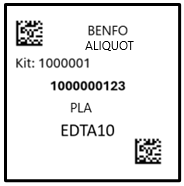 BENFO
ALIQUOT
Kit: 1000001
1000000123
PLA
EDTA10